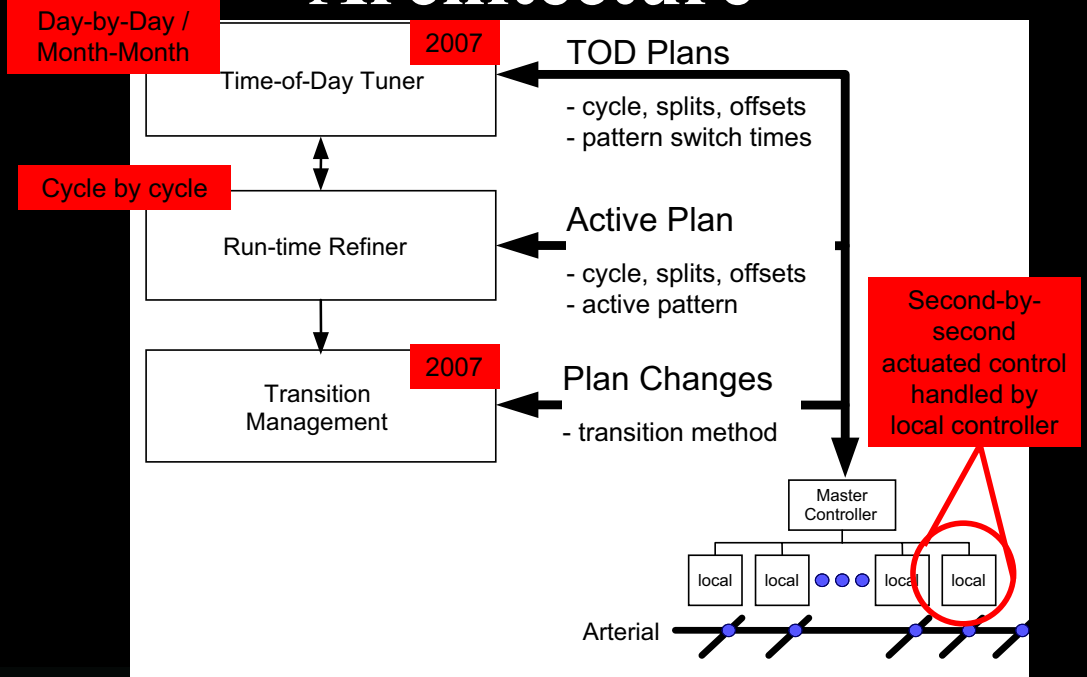 Architecture
Day-by-Day /
Month-Month
2007
Time-of-Day Tuner
TOD Plans
- cycle, splits, offsets
- pattern switch times
Cycle by cycle
Run-time Refiner
Active Plan
- cycle, splits, offsets
- active pattern
Second-by-
second
actuated control
handled by
local controller
2007
Transition
Management
Plan Changes
- transition method
Master
Controller
local
local
local
local
Arterial